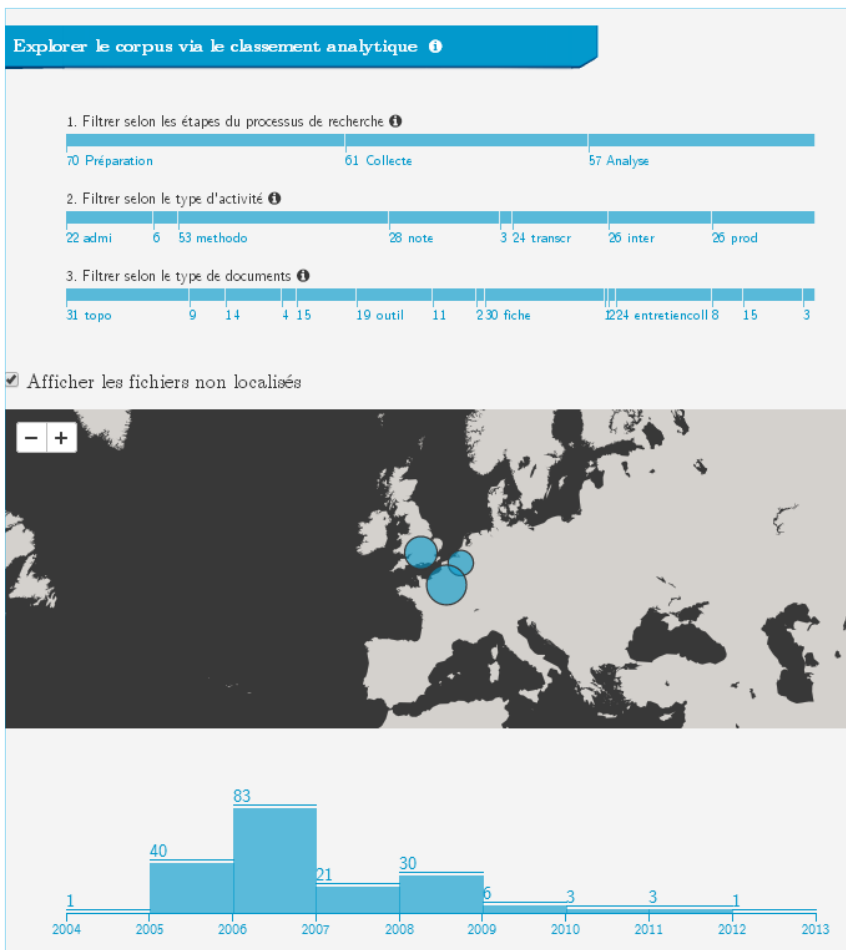 Explorer le corpus via le classement analytique
1. Filtrer selon les étapes du processus de recherche
70 Préparation 61 Collecte 57 Analyse
2. Filtrer selon le type d'activité
22 admi 6 53 methodo 28 note 3 24 transcr 26 inter 26 prod
3. Filtrer selon le type de documents
31 topo 9 14 4 15 19 outil 11 2 30 fiche 1 2 24 entretiencoll 8 15 3
Afficher les fichiers non localisés
− +
83
40
30
21
6
1 3 3 1
2004 2005 2006 2007 2008 2009 2010 2011 2012 2013